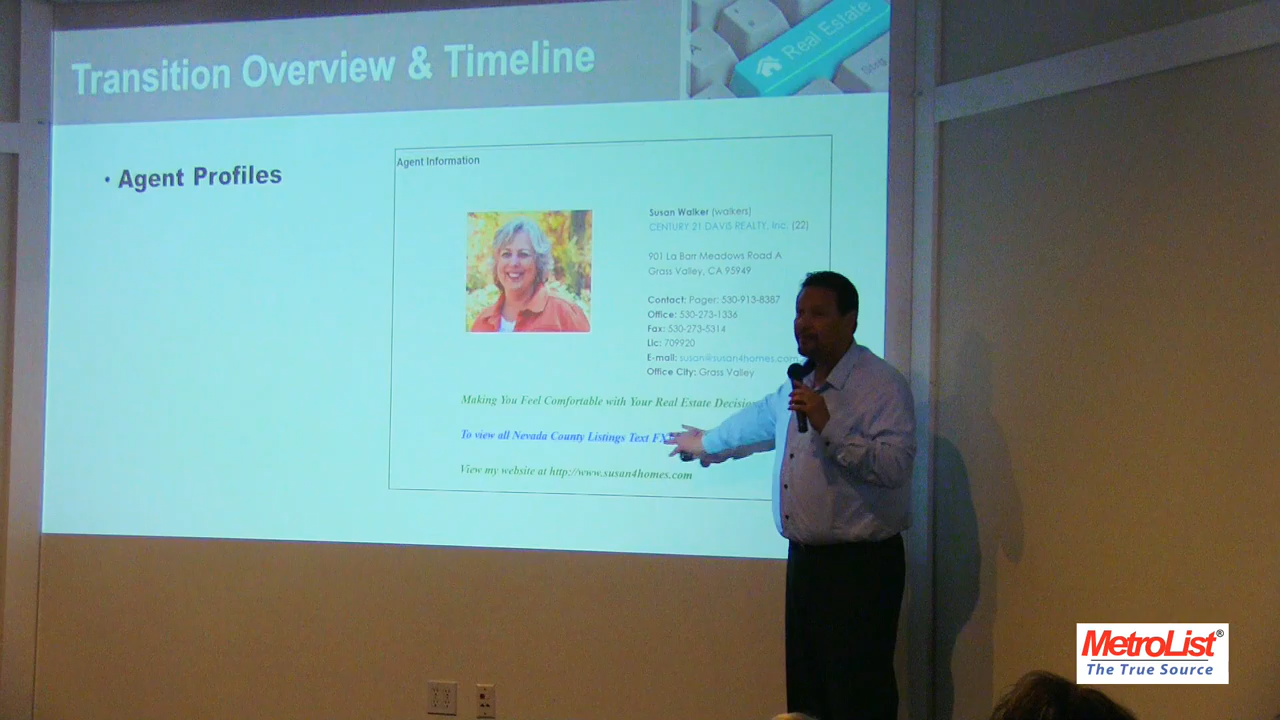 Transition Overview & Timeline
Real Estate
• Agent Profiles
Agent Information
Susan Walker (walkers)
CENTURY 21 DAVIS REALTY, Inc. (22)
901 La Barr Meadows Road A
Grass Valley, CA 95949
Contact: Pager: 530-913-8387
Office: 530-273-1336
Fax: 530-273-5314
Lic: 709920
E-mail: susan@susan4homes.com
Office City: Grass Valley
Making You Feel Comfortable with Your Real Estate
To view all Nevada County Listings Text
View my website at http://www.susan4homes.com
MetroList®
The True Source